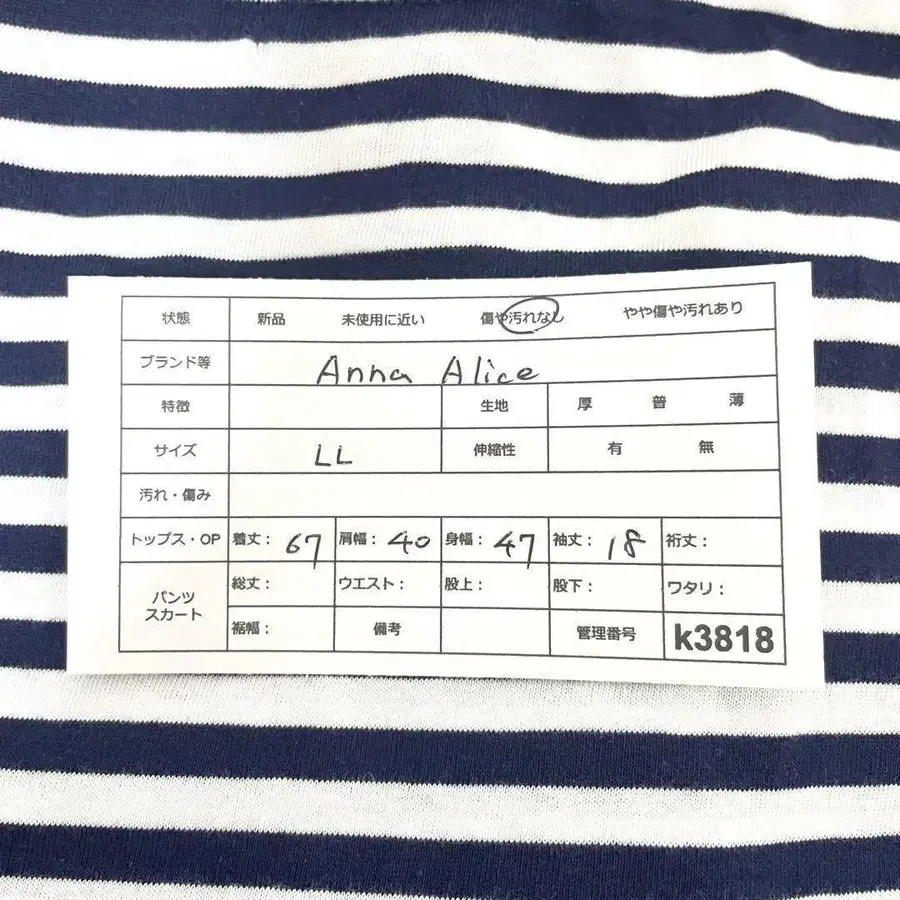 状態 新品 未使用に近い 傷や汚れなし やや傷や汚れあり
ブランド等 Anna Alice
特徴 生地 厚 普 薄
サイズ LL 伸縮性 有 無
汚れ・傷み
トップス・OP 着丈: 67 肩幅: 40 身幅: 47 袖丈: 18 裄丈:
パンツ スカート 総丈: ウエスト: 股上: 股下: ワタリ:
裾幅: 備考 管理番号 k3818